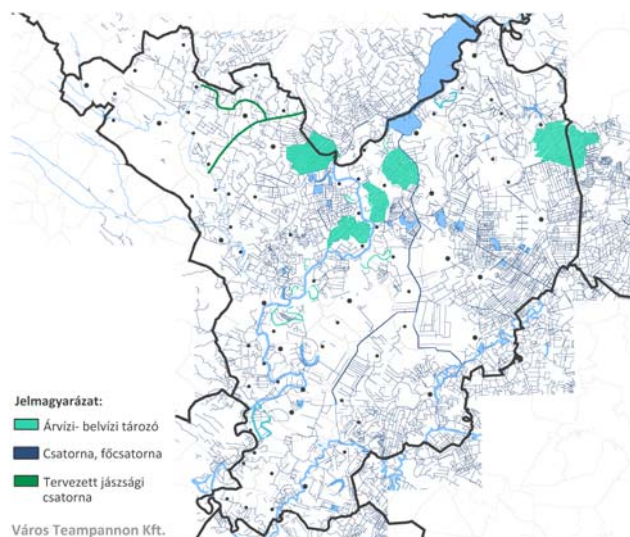 Jelmagyarázat:
Árvízi- belvízi tározó
Csatorna, főcsatorna
Tervezett jászsági
csatorna
Város Teampannon Kft.